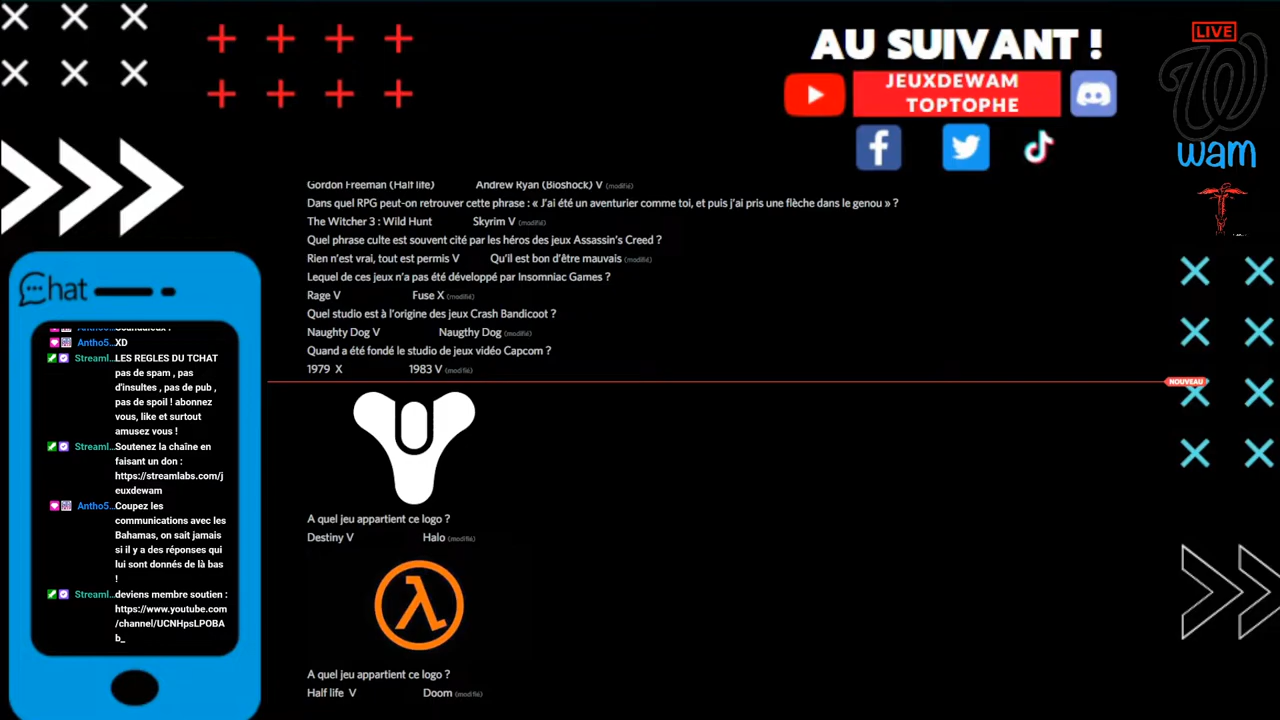 AU SUIVANT !
JEUXDEWAM
TOPTOPHE
LIVE
W
wam
Gordon Freeman (Half life) Andrew Ryan (Bioshock) V (modifié)
Dans quel RPG peut-on retrouver cette phrase : « J'ai été un aventurier comme toi, et puis j'ai pris une flèche dans le genou » ?
The Witcher 3 : Wild Hunt Skyrim V (modifié)
Quel phrase culte est souvent cité par les héros des jeux Assassin's Creed ?
Rien n'est vrai, tout est permis V Qu'il est bon d'être mauvais (modifié)
Lequel de ces jeux n'a pas été développé par Insomniac Games ?
Rage V Fuse X (modifié)
Quel studio est à l'origine des jeux Crash Bandicoot ?
Naughty Dog V Naugthy Dog (modifié)
Quand a été fondé le studio de jeux vidéo Capcom ?
1979 X 1983 V (modifié)
NOUVEAU
A quel jeu appartient ce logo ?
Destiny V Halo (modifié)
A quel jeu appartient ce logo ?
Half life V Doom (modifié)
Chat
Antho5... XD
Streaml... LES REGLES DU TCHAT
pas de spam , pas
d'insultes , pas de pub ,
pas de spoil ! abonnez
vous, like et surtout
amusez vous !
Streaml... Soutenez la chaîne en
faisant un don :
https://streamlabs.com/j
euxdewam
Antho5... Coupez les
communications avec les
Bahamas, on sait jamais
si il y a des réponses qui
lui sont donnés de là bas
!
Streaml... deviens membre soutien :
https://www.youtube.com
/channel/UCNHpsLPOBA
b_